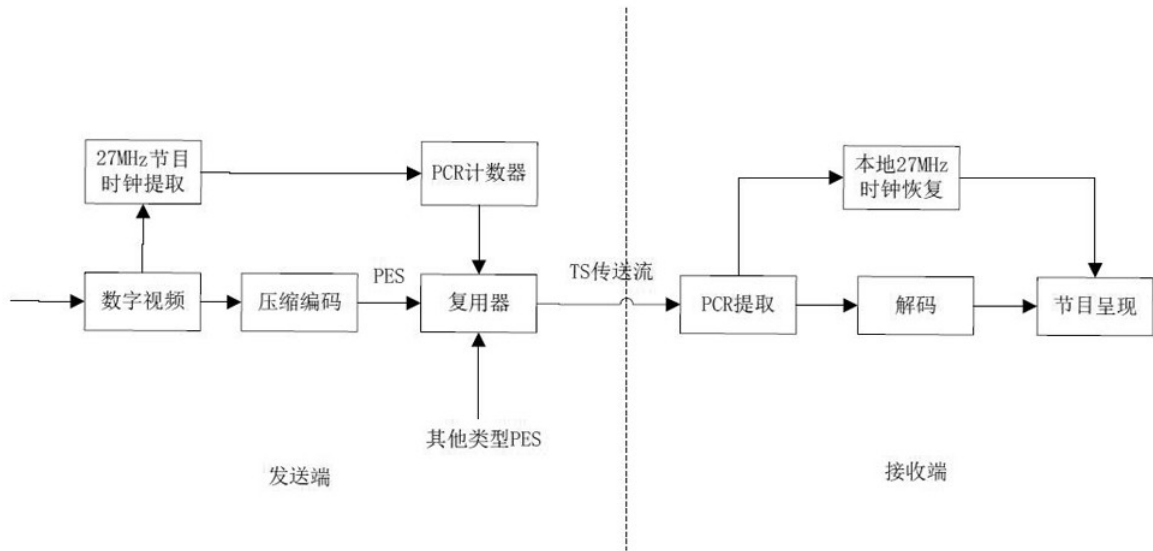 27MHz节目
时钟提取
PCR计数器
本地27MHz
时钟恢复
PES
TS传送流
数字视频
压缩编码
复用器
PCR提取
解码
节目呈现
其他类型PES
发送端
接收端